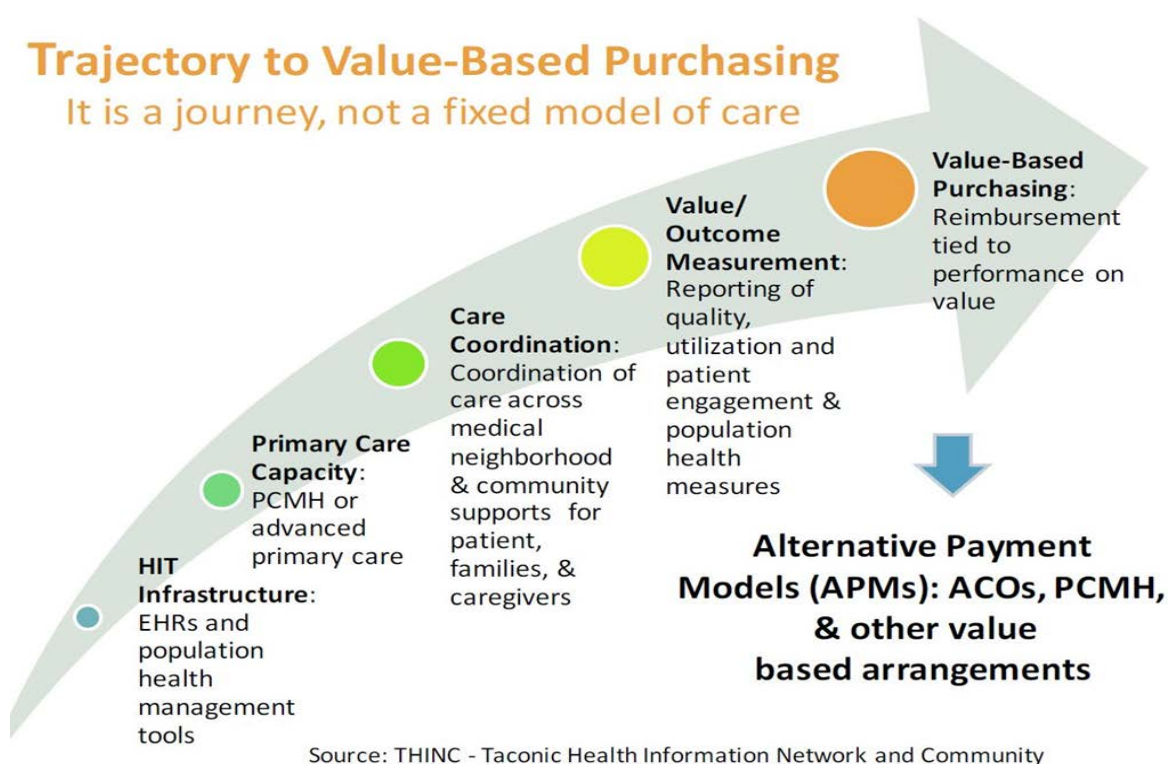 Trajectory to Value-Based Purchasing
It is a journey, not a fixed model of care
HIT
Infrastructure:
EHRs and
population
health
management
tools
Primary Care
Capacity:
PCMH or
advanced
primary care
Care
Coordination:
Coordination of
care across
medical
neighborhood
& community
supports for
patient,
families, &
caregivers
Value/
Outcome
Measurement:
Reporting of
quality,
utilization and
patient
engagement &
population
health
measures
Value-Based
Purchasing:
Reimbursement
tied to
performance on
value
Alternative Payment
Models (APMs): ACOs, PCMH,
& other value
based arrangements
Source: THINC - Taconic Health Information Network and Community